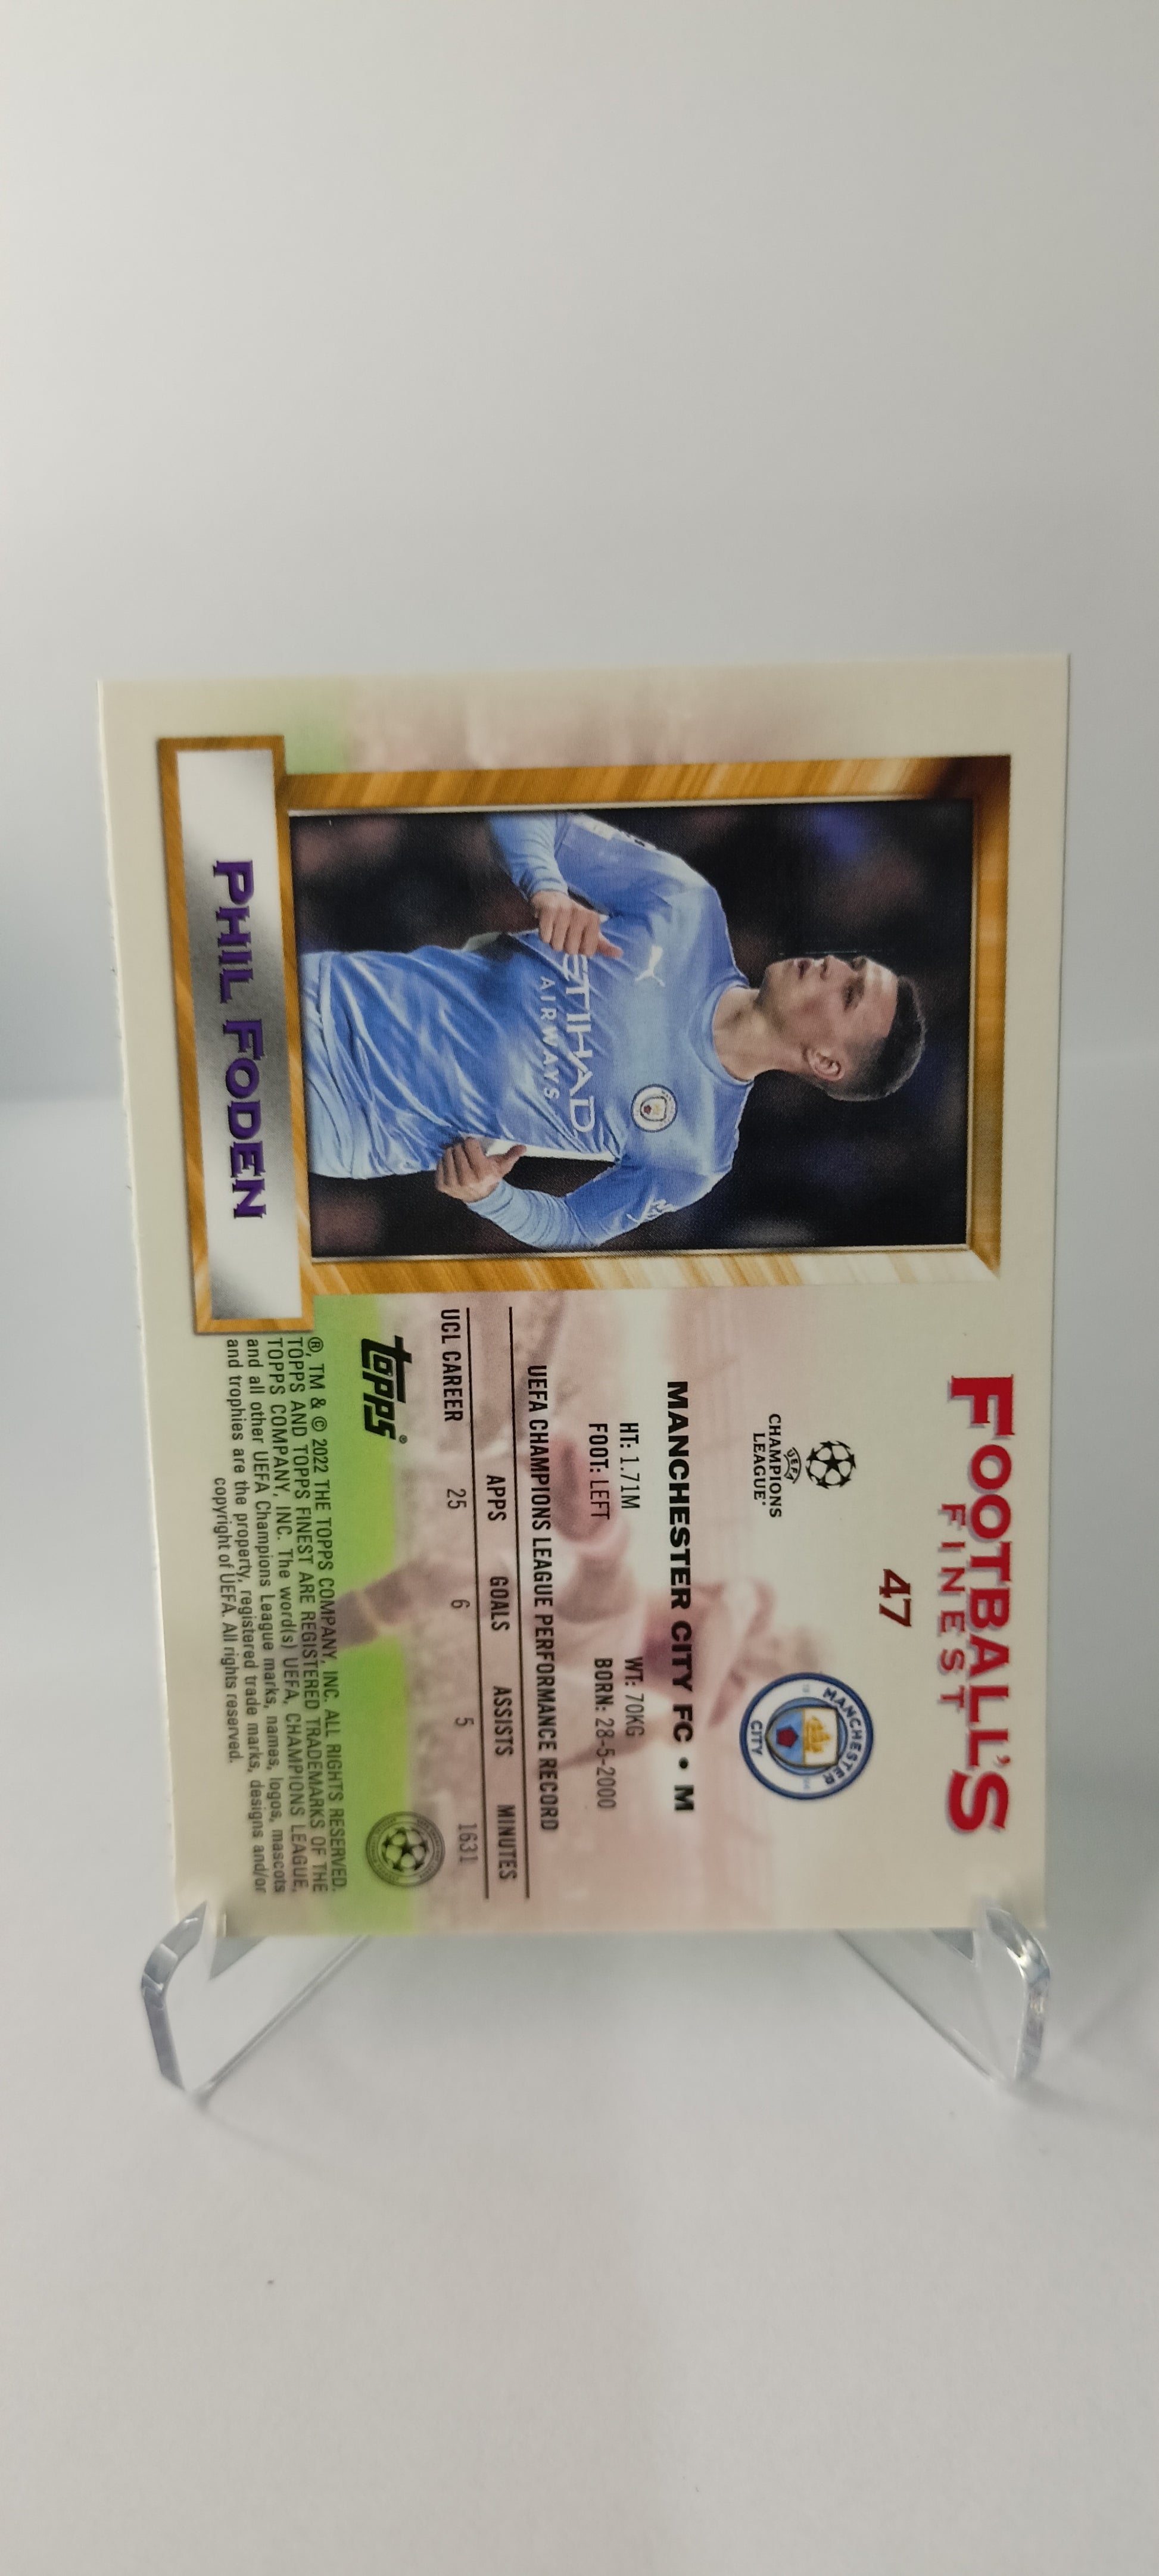 FOOTBALL'S
FINEST
47
CHAMPIONS
LEAGUE
MANCHESTER
CITY
MANCHESTER CITY FC • M
HT: 1.71M WT: 70KG
FOOT: LEFT BORN: 28-5-2000
UEFA CHAMPIONS LEAGUE PERFORMANCE RECORD
APPS GOALS ASSISTS MINUTES
UCL CAREER 25 6 5 1631
topps®
®, TM & © 2022 THE TOPPS COMPANY, INC. ALL RIGHTS RESERVED.
TOPPS AND TOPPS FINEST ARE REGISTERED TRADEMARKS OF THE
TOPPS COMPANY, INC. The word(s) UEFA, CHAMPIONS LEAGUE,
and all other UEFA Champions League marks, names, logos, mascots
and trophies are the property, registered trade marks, designs and/or
copyright of UEFA. All rights reserved.
ETIHAD
AIRWAYS
PHIL FODEN